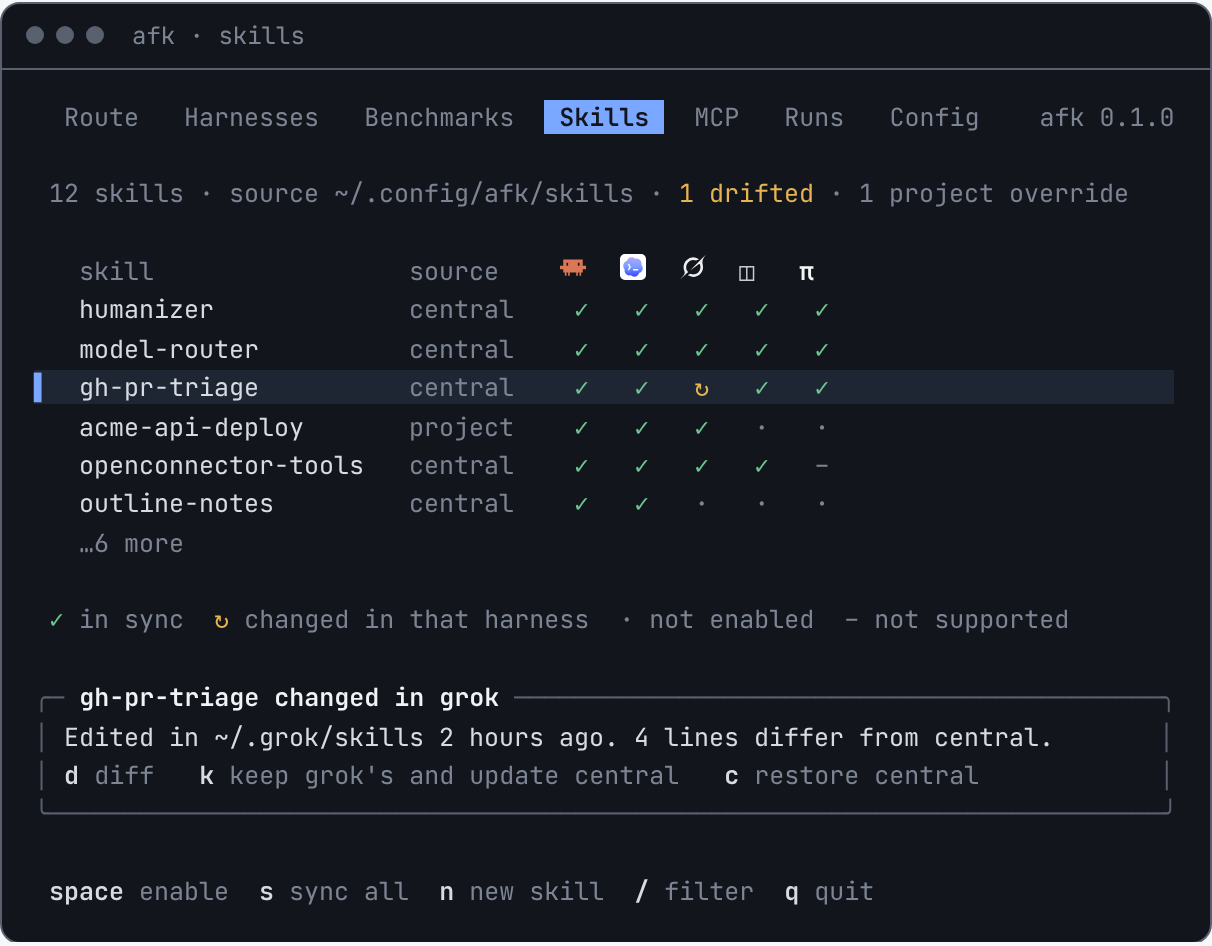 afk · skills
Route Harnesses Benchmarks Skills MCP Runs Config afk 0.1.0
12 skills · source ~/.config/afk/skills · 1 drifted · 1 project override
skill source ◫ π
humanizer central ✓ ✓ ✓ ✓ ✓
model-router central ✓ ✓ ✓ ✓ ✓
gh-pr-triage central ✓ ✓ ↻ ✓ ✓
acme-api-deploy project ✓ ✓ ✓ · ·
openconnector-tools central ✓ ✓ ✓ ✓ –
outline-notes central ✓ ✓ · · ·
…6 more
✓ in sync ↻ changed in that harness · not enabled – not supported
gh-pr-triage changed in grok
Edited in ~/.grok/skills 2 hours ago. 4 lines differ from central.
d diff k keep grok's and update central c restore central
space enable s sync all n new skill / filter q quit